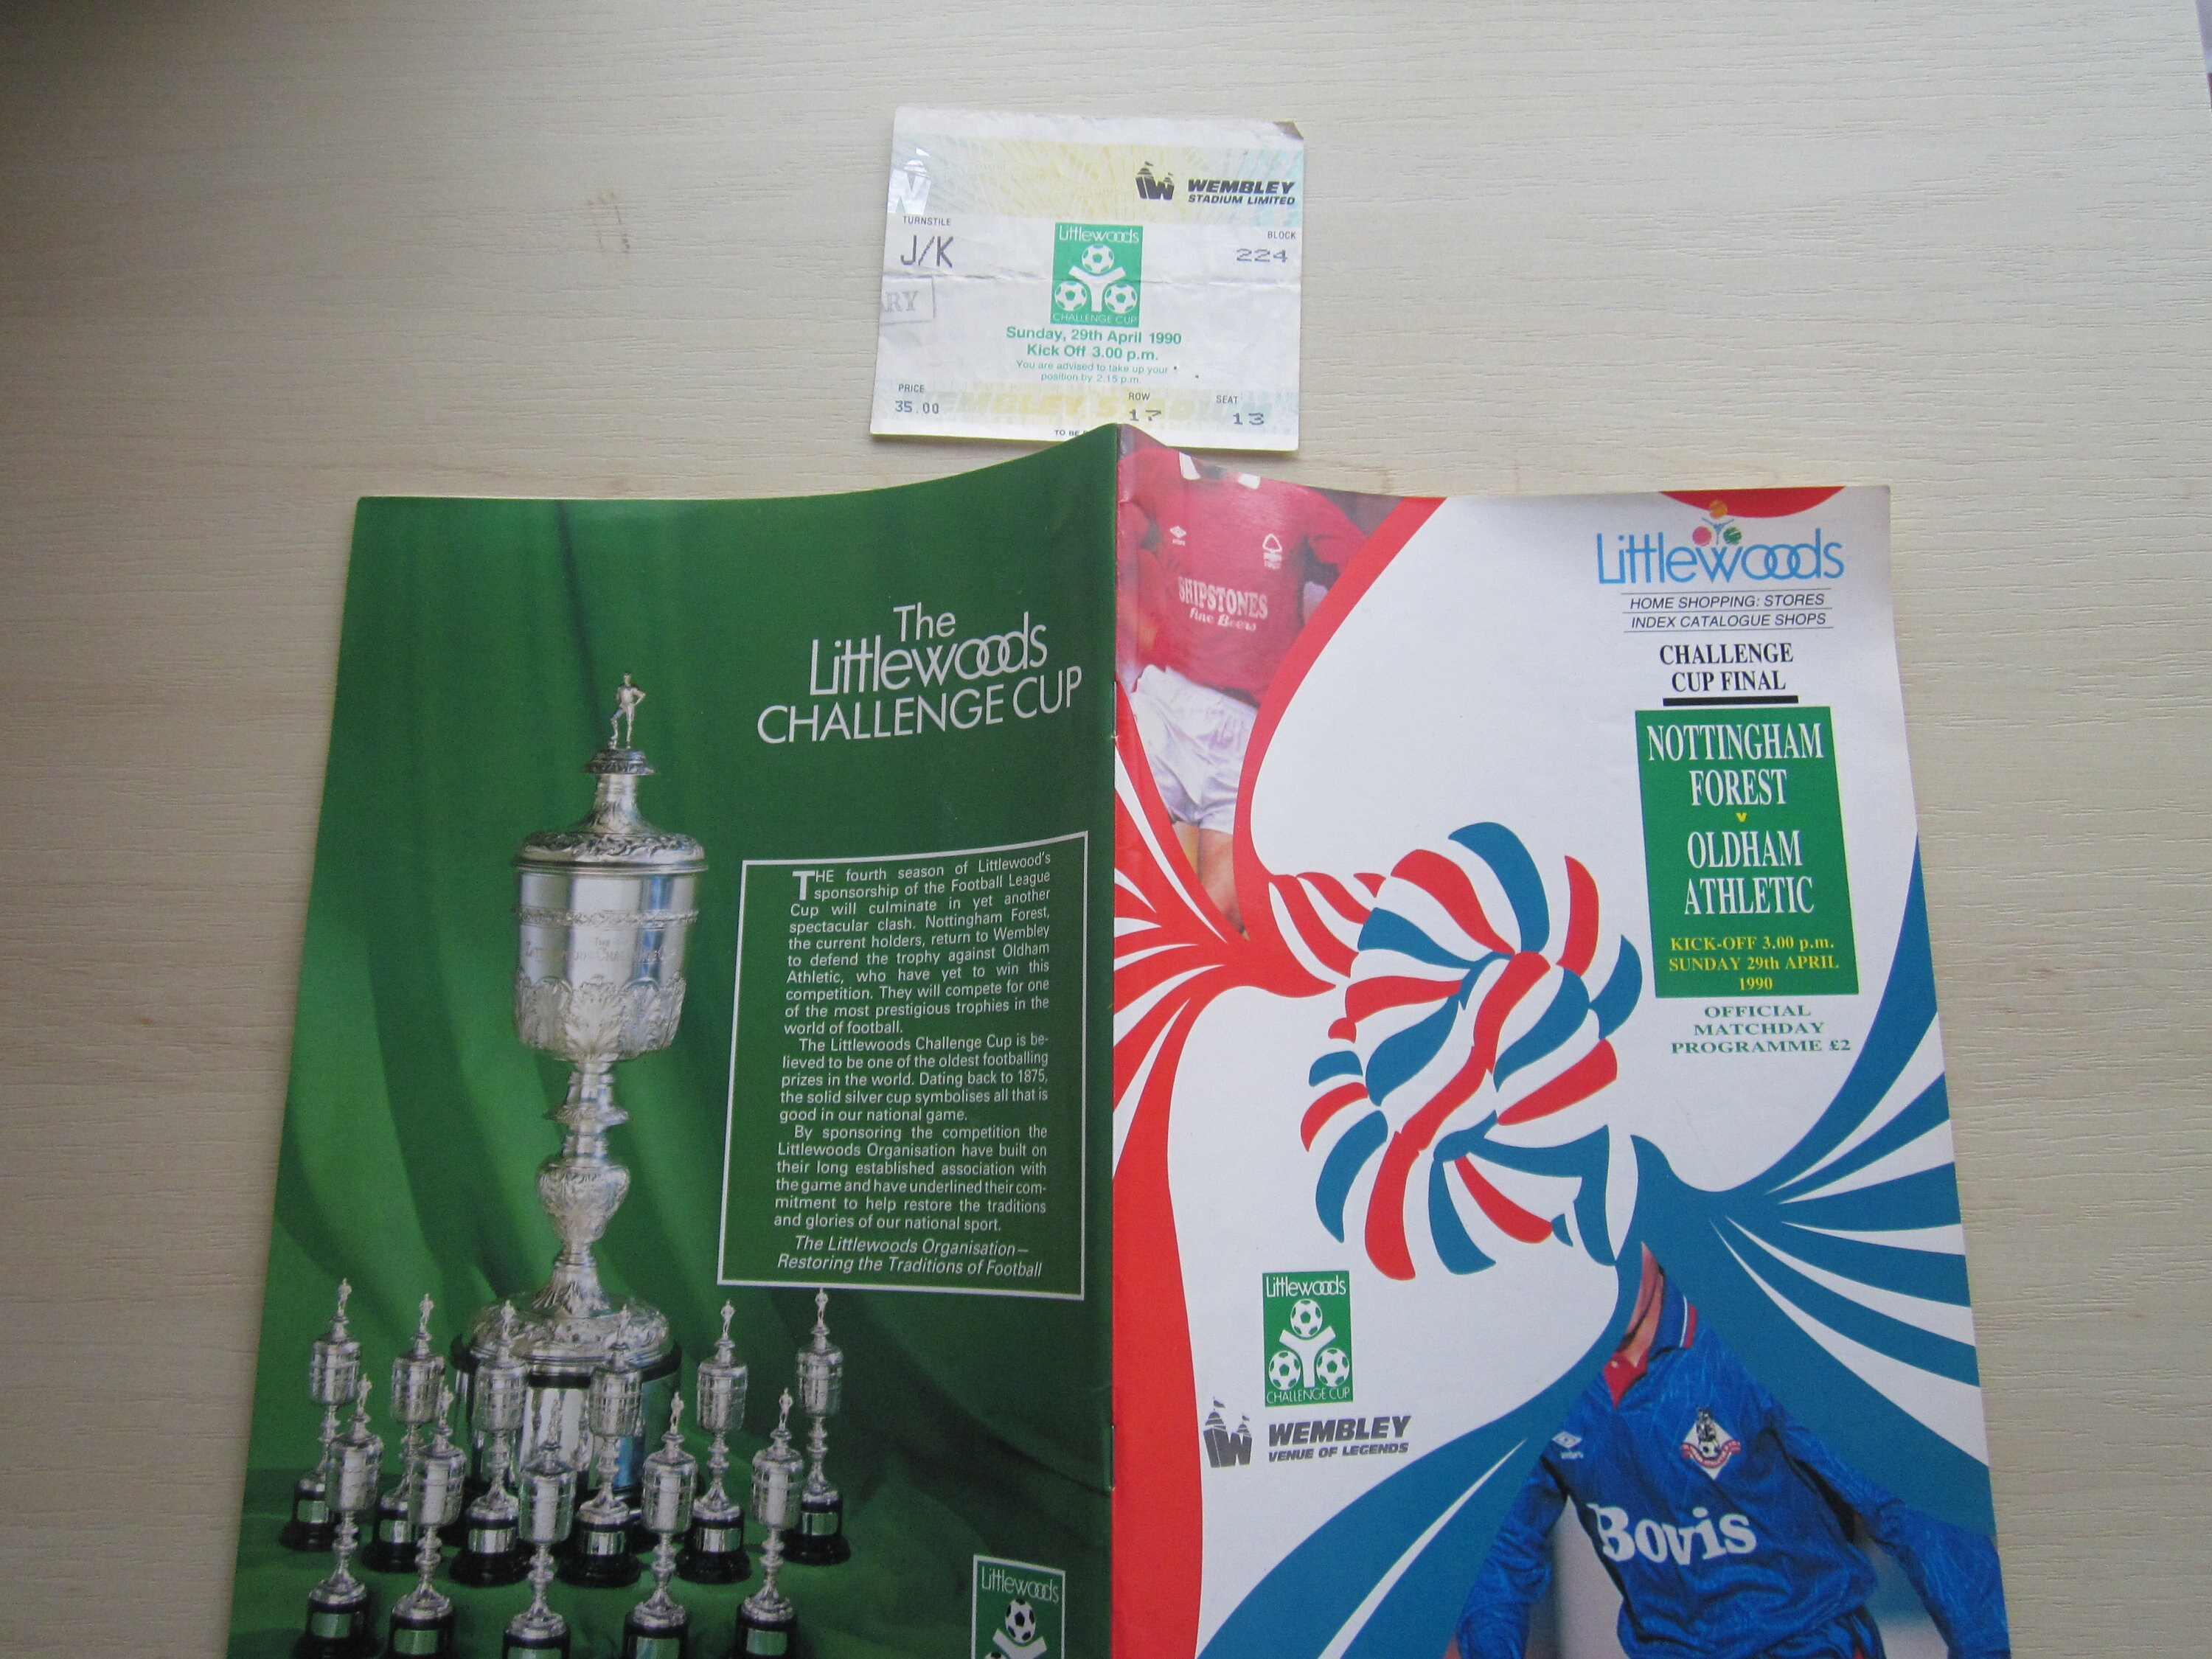 WEMBLEY
STADIUM LIMITED
TURNSTILE
J/K
BLOCK
224
Littlewoods
CHALLENGE CUP
ARY
Sunday, 29th April 1990
Kick Off 3.00 p.m.
You are advised to take up your
position by 2.15 p.m.
PRICE
35.00
ROW
17
SEAT
13
WEMBLEY STADIUM
TO BE
The
Littlewoods
CHALLENGE CUP
THE fourth season of Littlewood's
sponsorship of the Football League
Cup will culminate in yet another
spectacular clash. Nottingham Forest,
the current holders, return to Wembley
to defend the trophy against Oldham
Athletic, who have yet to win this
competition. They will compete for one
of the most prestigious trophies in the
world of football.
The Littlewoods Challenge Cup is be-
lieved to be one of the oldest footballing
prizes in the world. Dating back to 1875,
the solid silver cup symbolises all that is
good in our national game.
By sponsoring the competition the
Littlewoods Organisation have built on
their long established association with
the game and have underlined their com-
mitment to help restore the traditions
and glories of our national sport.
The Littlewoods Organisation—
Restoring the Traditions of Football
Littlewoods
SHIPSTONES
fine Beers
Littlewoods
HOME SHOPPING: STORES
INDEX CATALOGUE SHOPS
CHALLENGE
CUP FINAL
NOTTINGHAM
FOREST
v
OLDHAM
ATHLETIC
KICK-OFF 3.00 p.m.
SUNDAY 29th APRIL
1990
OFFICIAL
MATCHDAY
PROGRAMME £2
Littlewoods
CHALLENGE CUP
WEMBLEY
VENUE OF LEGENDS
umbro
Bovis